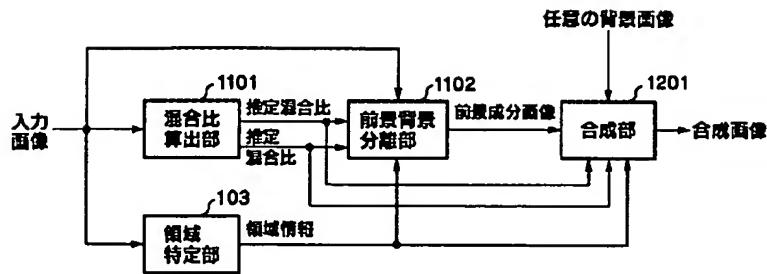 任意の背景画像
1101
1102
1201
入力
画像
混合比
算出部
推定混合比
推定
混合比
前景背景
分離部
前景成分画像
合成部
合成画像
103
領域
特定部
領域情報